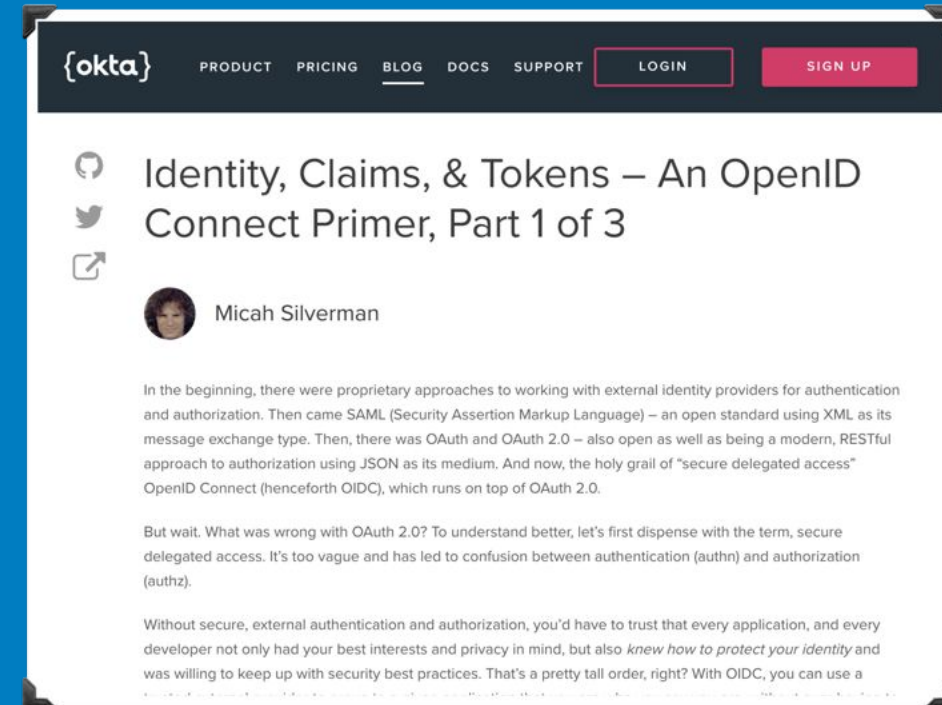 {okta} PRODUCT PRICING BLOG DOCS SUPPORT LOGIN SIGN UP
Identity, Claims, & Tokens – An OpenID
Connect Primer, Part 1 of 3
Micah Silverman
In the beginning, there were proprietary approaches to working with external identity providers for authentication
and authorization. Then came SAML (Security Assertion Markup Language) – an open standard using XML as its
message exchange type. Then, there was OAuth and OAuth 2.0 – also open as well as being a modern, RESTful
approach to authorization using JSON as its medium. And now, the holy grail of “secure delegated access”
OpenID Connect (henceforth OIDC), which runs on top of OAuth 2.0.
But wait. What was wrong with OAuth 2.0? To understand better, let’s first dispense with the term, secure
delegated access. It’s too vague and has led to confusion between authentication (authn) and authorization
(authz).
Without secure, external authentication and authorization, you’d have to trust that every application, and every
developer not only had your best interests and privacy in mind, but also knew how to protect your identity and
was willing to keep up with security best practices. That’s a pretty tall order, right? With OIDC, you can use a